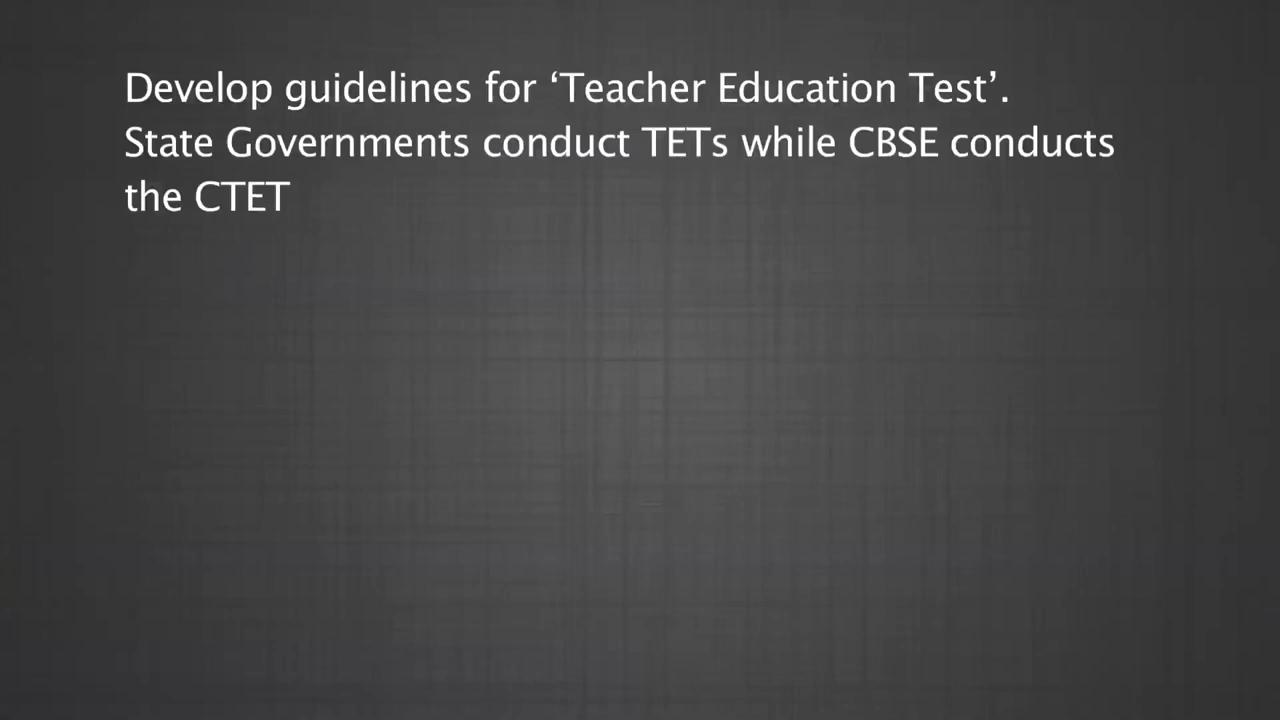 Develop guidelines for ‘Teacher Education Test’.
State Governments conduct TETs while CBSE conducts
the CTET